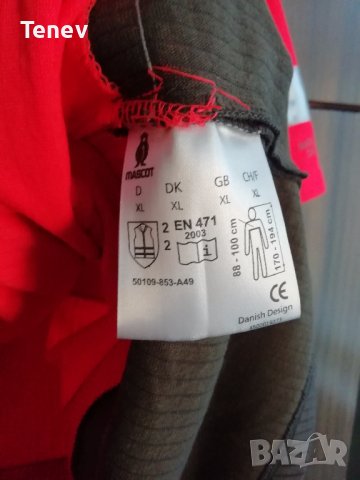 Tenev
MASCOT
D DK GB CH/F
XL XL XL XL
2 EN 471
2003
2
88 - 100 cm
170 - 194 cm
50109-853-A49
CE
Danish Design
BAZAR
bg